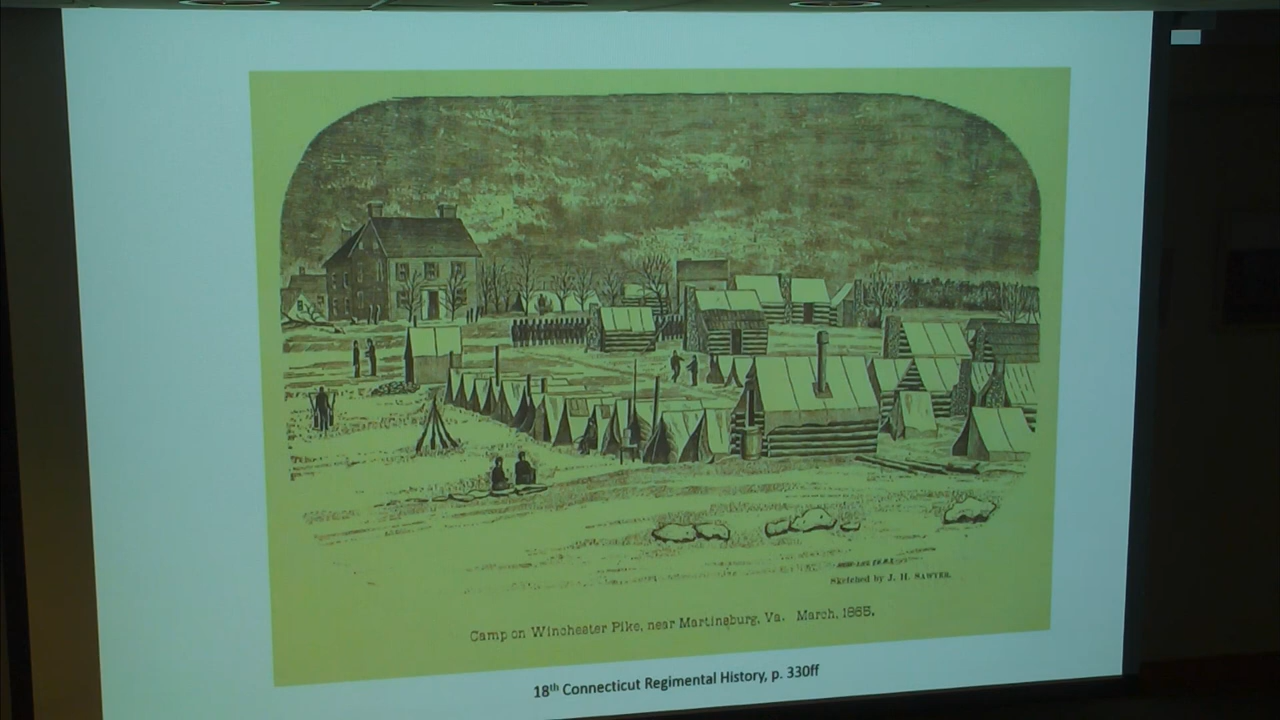 Sketched by J. H. SAWYER.
Camp on Winchester Pike, near Martinsburg, Va. March, 1865.
18th Connecticut Regimental History, p. 330ff